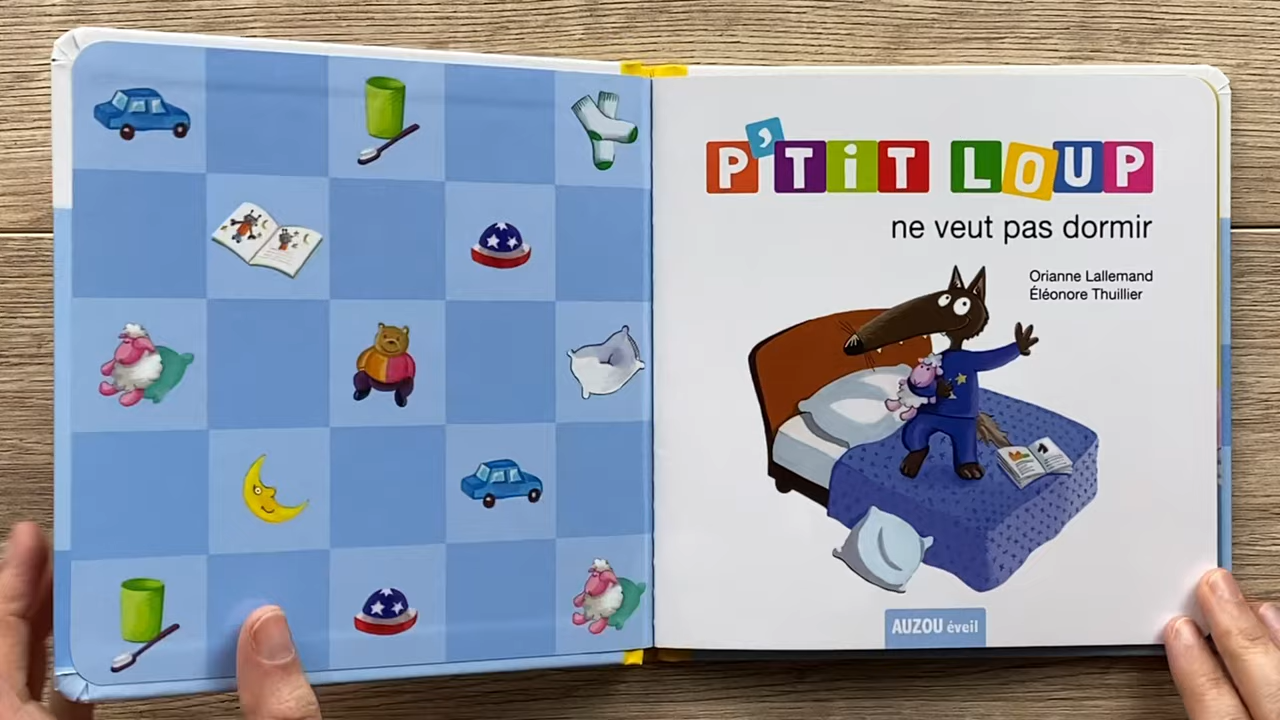 P'TiT LOUP
ne veut pas dormir
Orianne Lallemand
Éléonore Thuillier
AUZOU éveil